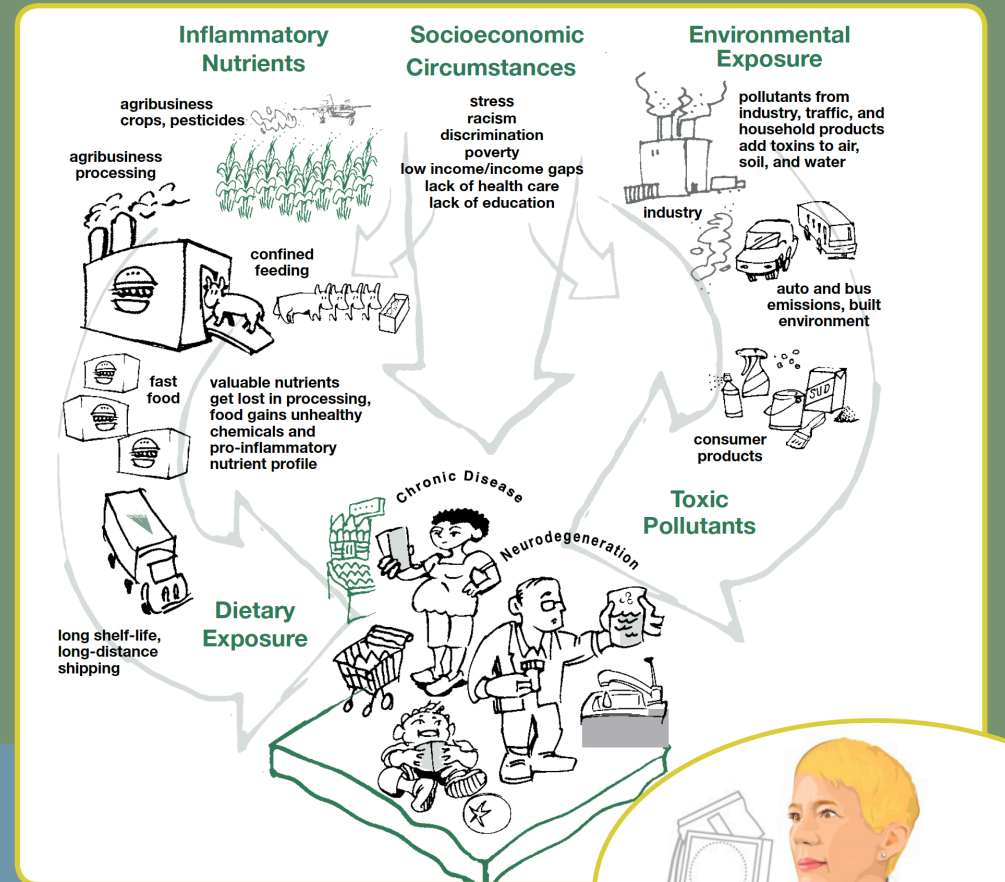 Inflammatory
Nutrients
Socioeconomic
Circumstances
Environmental
Exposure
agribusiness
crops, pesticides
agribusiness
processing
stress
racism
discrimination
poverty
low income/income gaps
lack of health care
lack of education
pollutants from
industry, traffic, and
household products
add toxins to air,
soil, and water
industry
confined
feeding
auto and bus
emissions, built
environment
fast
food
valuable nutrients
get lost in processing,
food gains unhealthy
chemicals and
pro-inflammatory
nutrient profile
SUD
consumer
products
Chronic Disease
Toxic
Pollutants
Neurodegeneration
Dietary
Exposure
long shelf-life,
long-distance
shipping